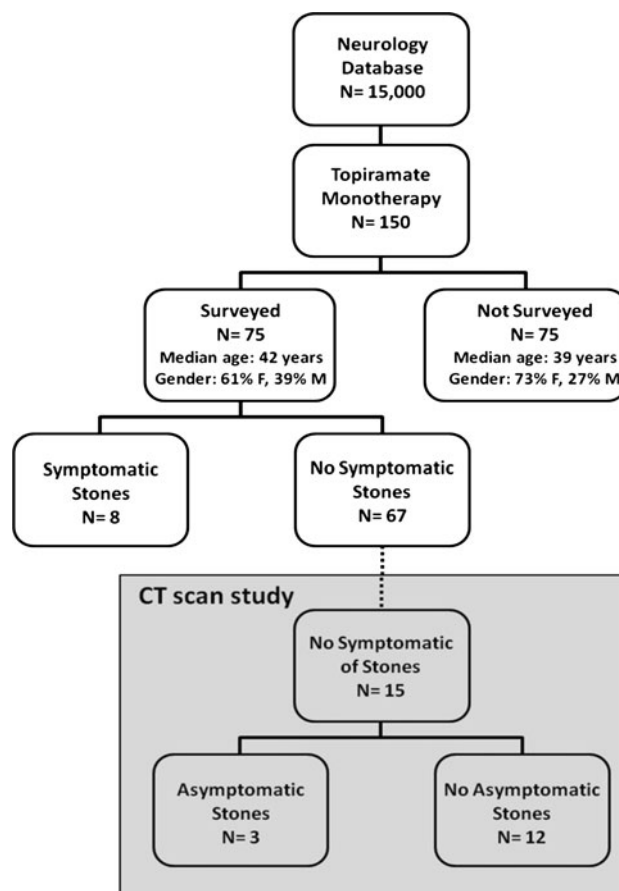 Neurology
Database
N= 15,000
Topiramate
Monotherapy
N= 150
Surveyed
N= 75
Median age: 42 years
Gender: 61% F, 39% M
Not Surveyed
N= 75
Median age: 39 years
Gender: 73% F, 27% M
Symptomatic
Stones
N= 8
No Symptomatic
Stones
N= 67
CT scan study
No Symptomatic
of Stones
N= 15
Asymptomatic
Stones
N= 3
No Asymptomatic
Stones
N= 12